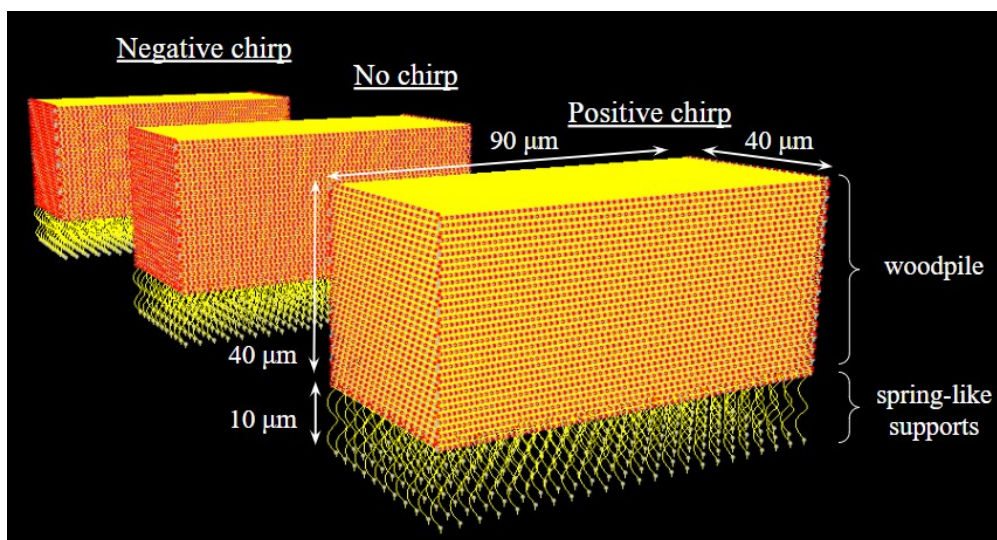 Negative chirp
No chirp
Positive chirp
90 μm
40 μm
woodpile
40 μm
10 μm
spring-like
supports